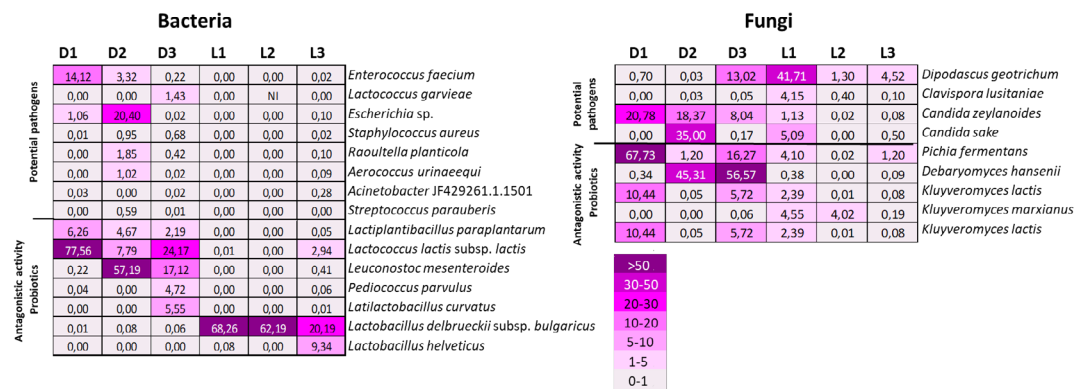 Bacteria
D1 D2 D3 L1 L2 L3
Potential pathogens
14,12 3,32 0,22 0,00 0,00 0,02 Enterococcus faecium
0,00 0,00 1,43 0,00 NI 0,00 Lactococcus garvieae
1,06 20,40 0,02 0,00 0,00 0,10 Escherichia sp.
0,01 0,95 0,68 0,00 0,00 0,02 Staphylococcus aureus
0,00 1,85 0,42 0,00 0,00 0,10 Raoultella planticola
0,00 1,02 0,02 0,00 0,00 0,09 Aerococcus urinaeequi
0,03 0,00 0,02 0,00 0,00 0,28 Acinetobacter JF429261.1.1501
0,00 0,59 0,01 0,00 0,00 0,00 Streptococcus parauberis
Antagonistic activity
Probiotics
6,26 4,67 2,19 0,00 0,00 0,05 Lactiplantibacillus paraplantarum
77,56 7,79 24,17 0,01 0,00 2,94 Lactococcus lactis subsp. lactis
0,22 57,19 17,12 0,00 0,00 0,41 Leuconostoc mesenteroides
0,04 0,00 4,72 0,00 0,00 0,06 Pediococcus parvulus
0,00 0,00 5,55 0,00 0,00 0,01 Latilactobacillus curvatus
0,01 0,08 0,06 68,26 62,19 20,19 Lactobacillus delbrueckii subsp. bulgaricus
0,00 0,00 0,00 0,08 0,00 9,34 Lactobacillus helveticus
Fungi
D1 D2 D3 L1 L2 L3
Potential
pathogens
0,70 0,03 13,02 41,71 1,30 4,52 Dipodascus geotrichum
0,00 0,03 0,05 4,15 0,40 0,10 Clavispora lusitaniae
20,78 18,37 8,04 1,13 0,02 0,08 Candida zeylanoides
0,00 35,00 0,17 5,09 0,00 0,50 Candida sake
Antagonistic activity
Probiotics
67,73 1,20 16,27 4,10 0,02 1,20 Pichia fermentans
0,34 45,31 56,57 0,38 0,00 0,09 Debaryomyces hansenii
10,44 0,05 5,72 2,39 0,01 0,08 Kluyveromyces lactis
0,00 0,00 0,06 4,55 4,02 0,19 Kluyveromyces marxianus
10,44 0,05 5,72 2,39 0,01 0,08 Kluyveromyces lactis
>50
30-50
20-30
10-20
5-10
1-5
0-1